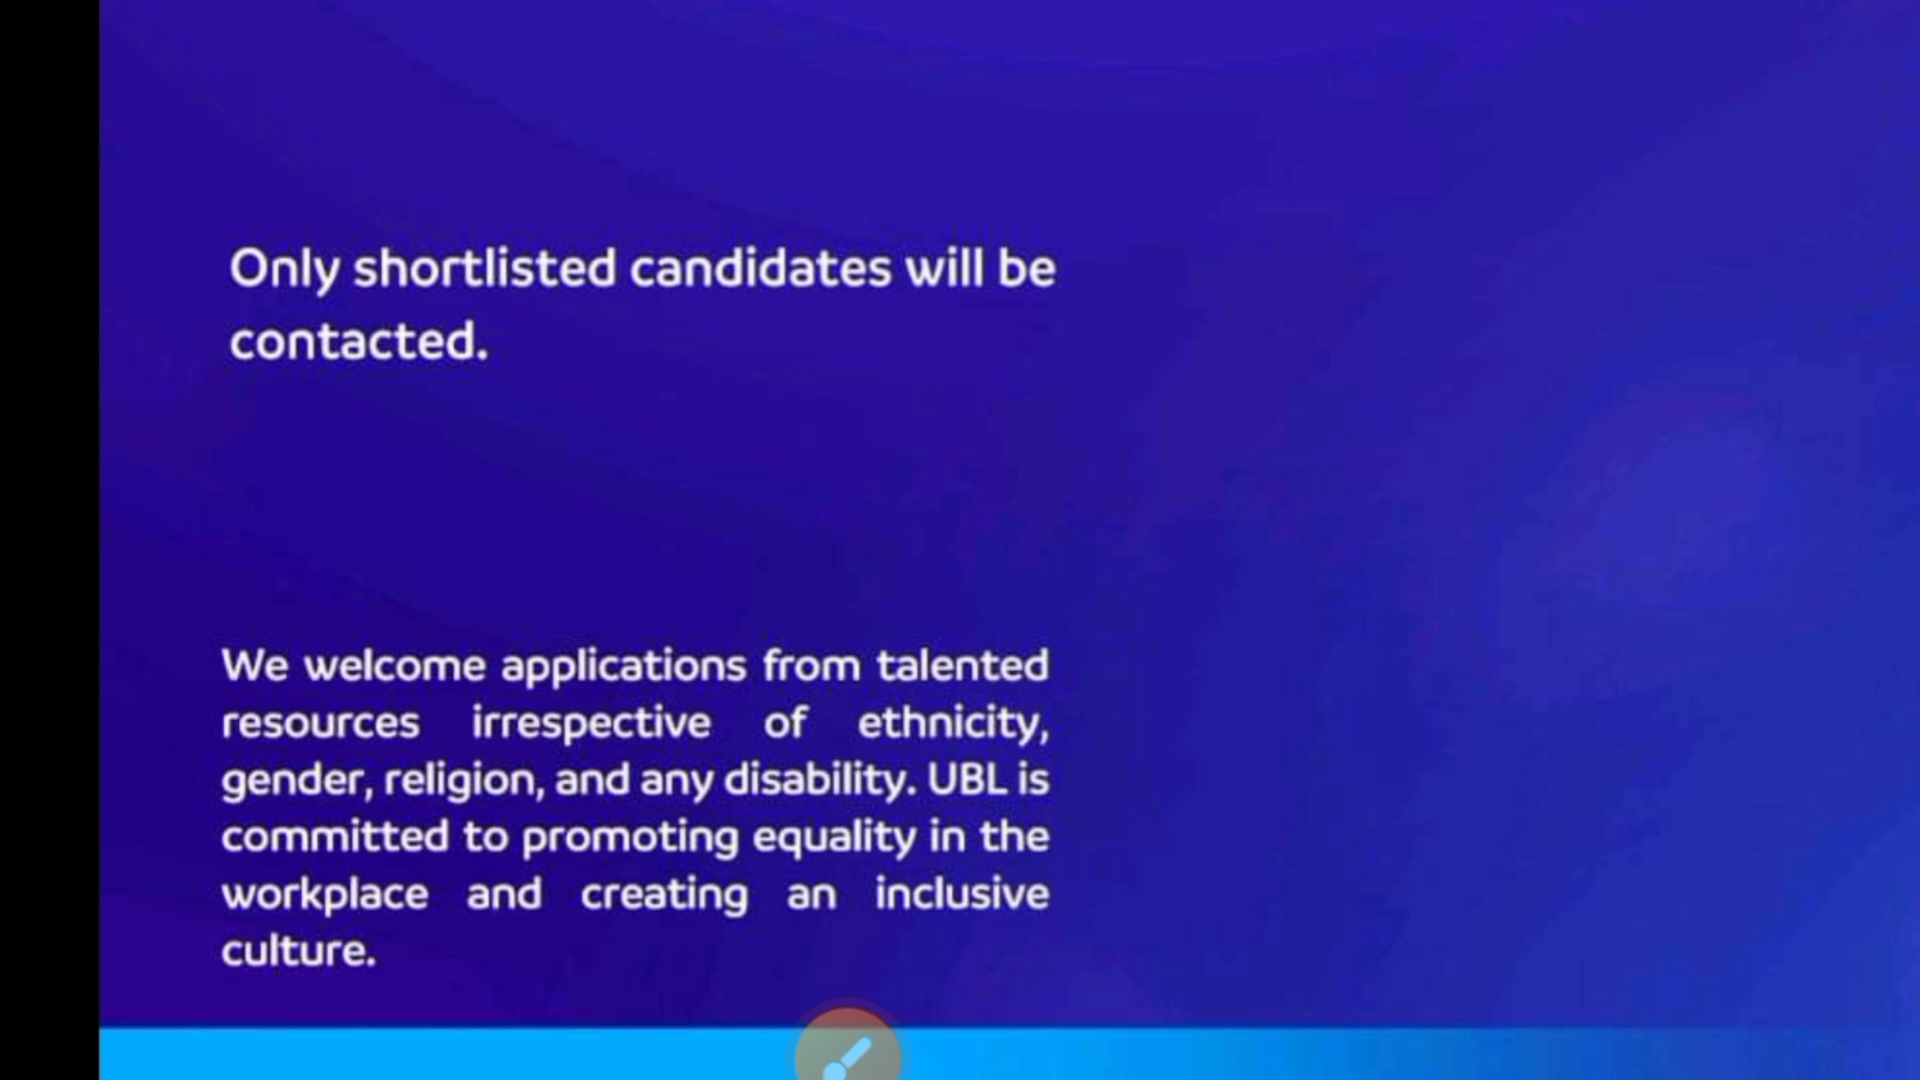 Only shortlisted candidates will be
contacted.
We welcome applications from talented
resources irrespective of ethnicity,
gender, religion, and any disability. UBL is
committed to promoting equality in the
workplace and creating an inclusive
culture.